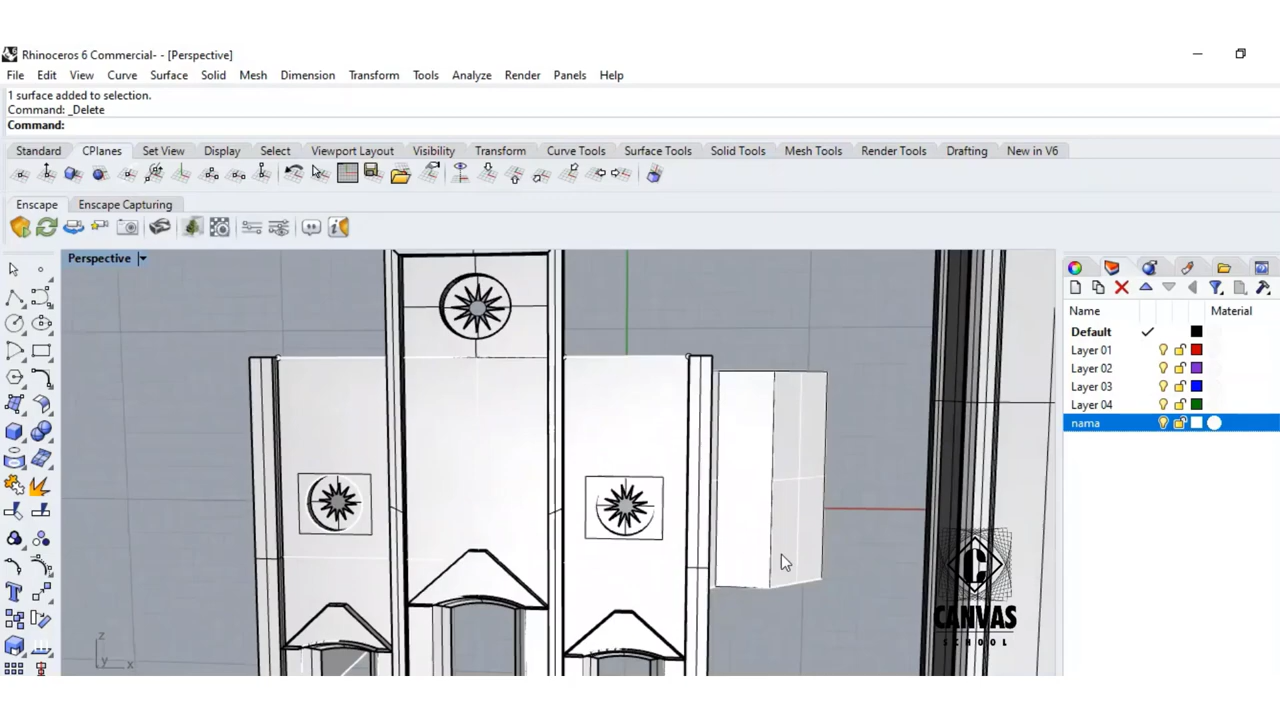 Rhinoceros 6 Commercial- - [Perspective]
File Edit View Curve Surface Solid Mesh Dimension Transform Tools Analyze Render Panels Help
1 surface added to selection.
Command: _Delete
Command:
Standard CPlanes Set View Display Select Viewport Layout Visibility Transform Curve Tools Surface Tools Solid Tools Mesh Tools Render Tools Drafting New in V6
Enscape Enscape Capturing
Perspective
Name Material
Default
Layer 01
Layer 02
Layer 03
Layer 04
nama
C
CANVAS
SCHOOL
z
y x